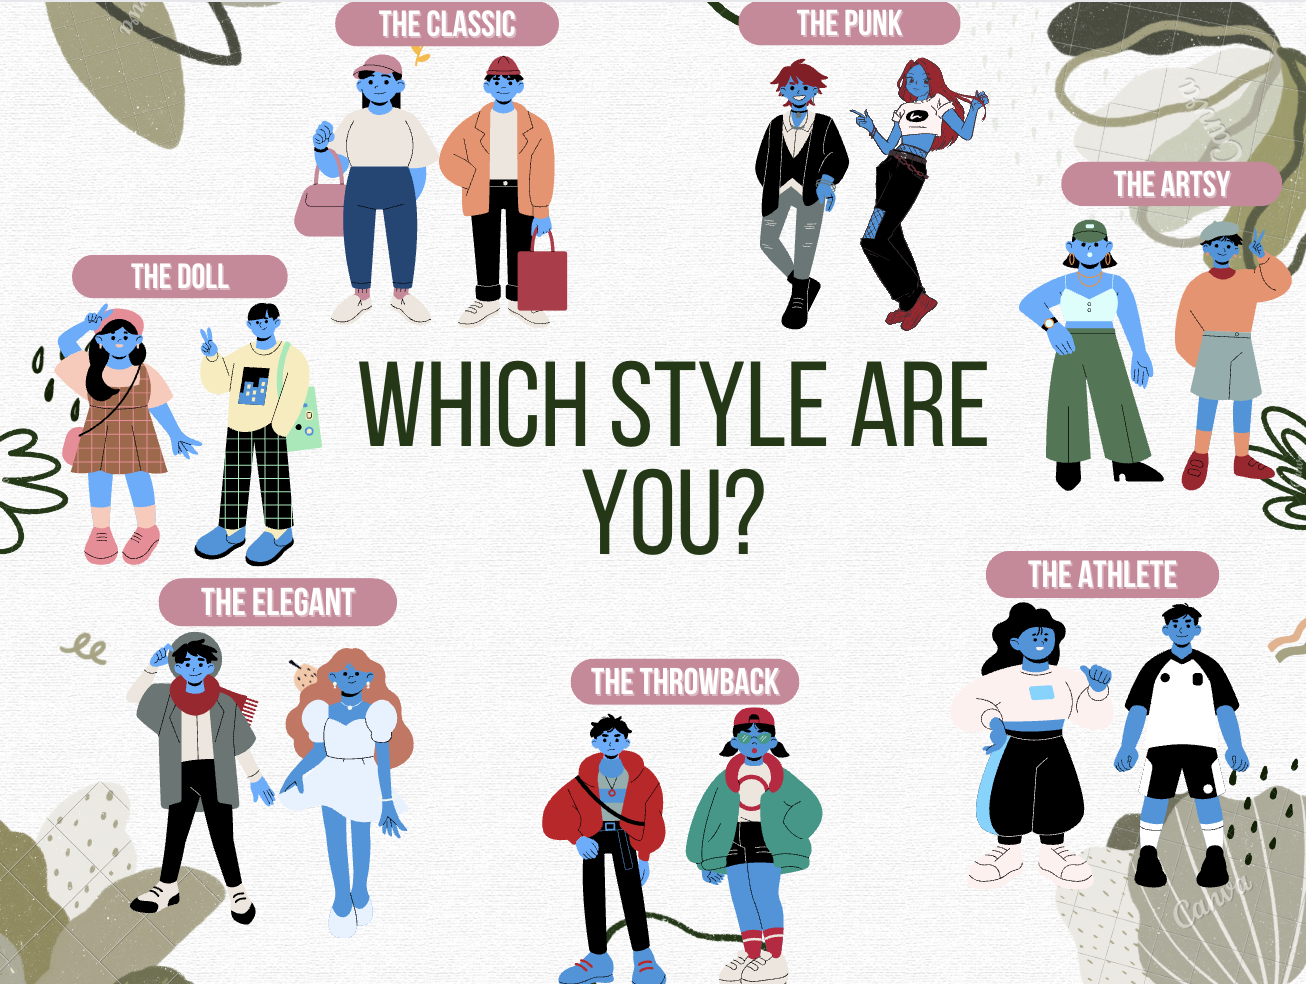 THE CLASSIC
THE PUNK
THE ARTSY
THE DOLL
WHICH STYLE ARE
YOU?
THE ELEGANT
THE ATHLETE
THE THROWBACK
Canva
Canva